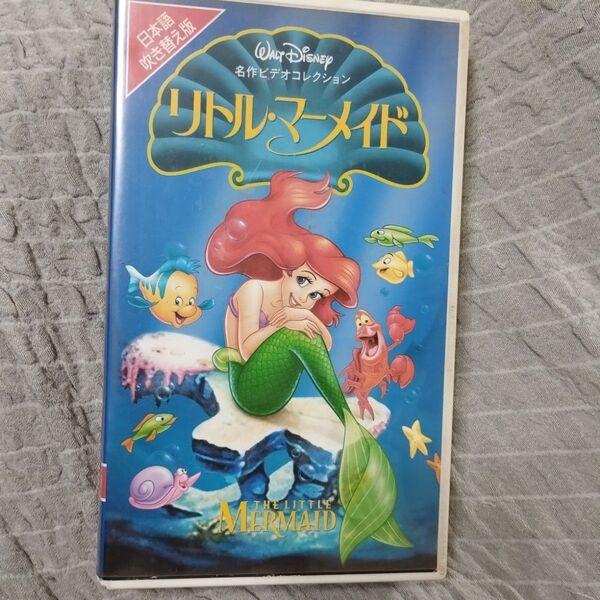 日本語
吹き替え版
WALT DISNEY
名作ビデオコレクション
リトル・マーメイド
THE LITTLE
MERMAID